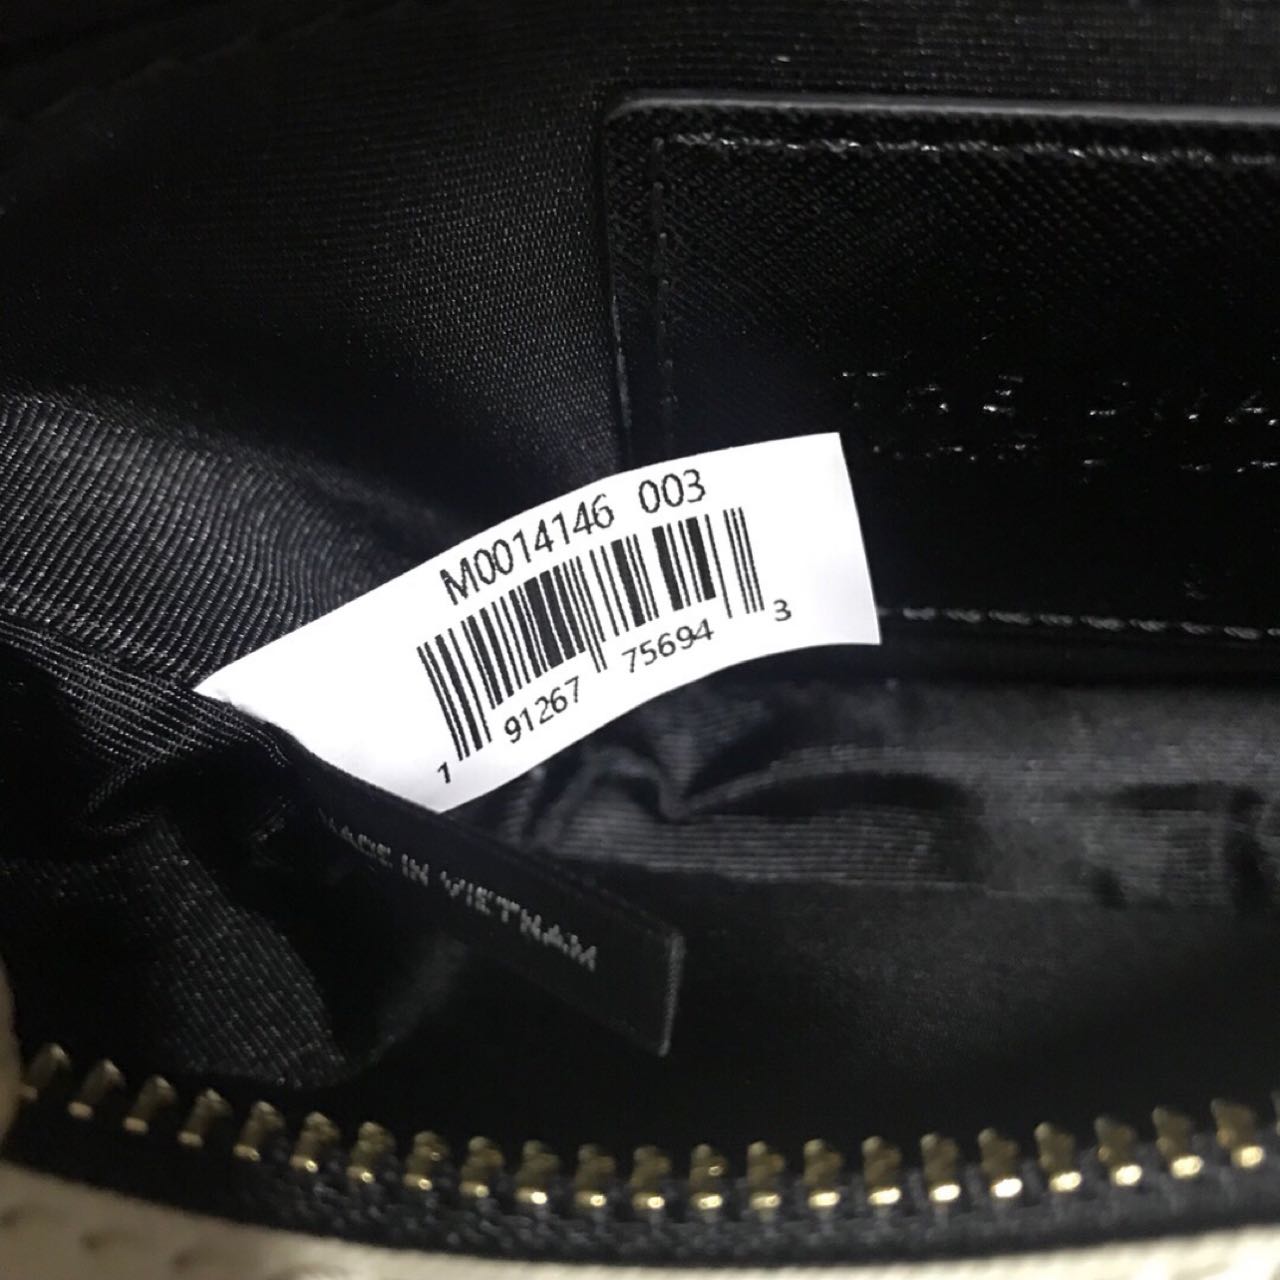 M0014146 003
1 91267 75694 3
MADE IN VIETNAM